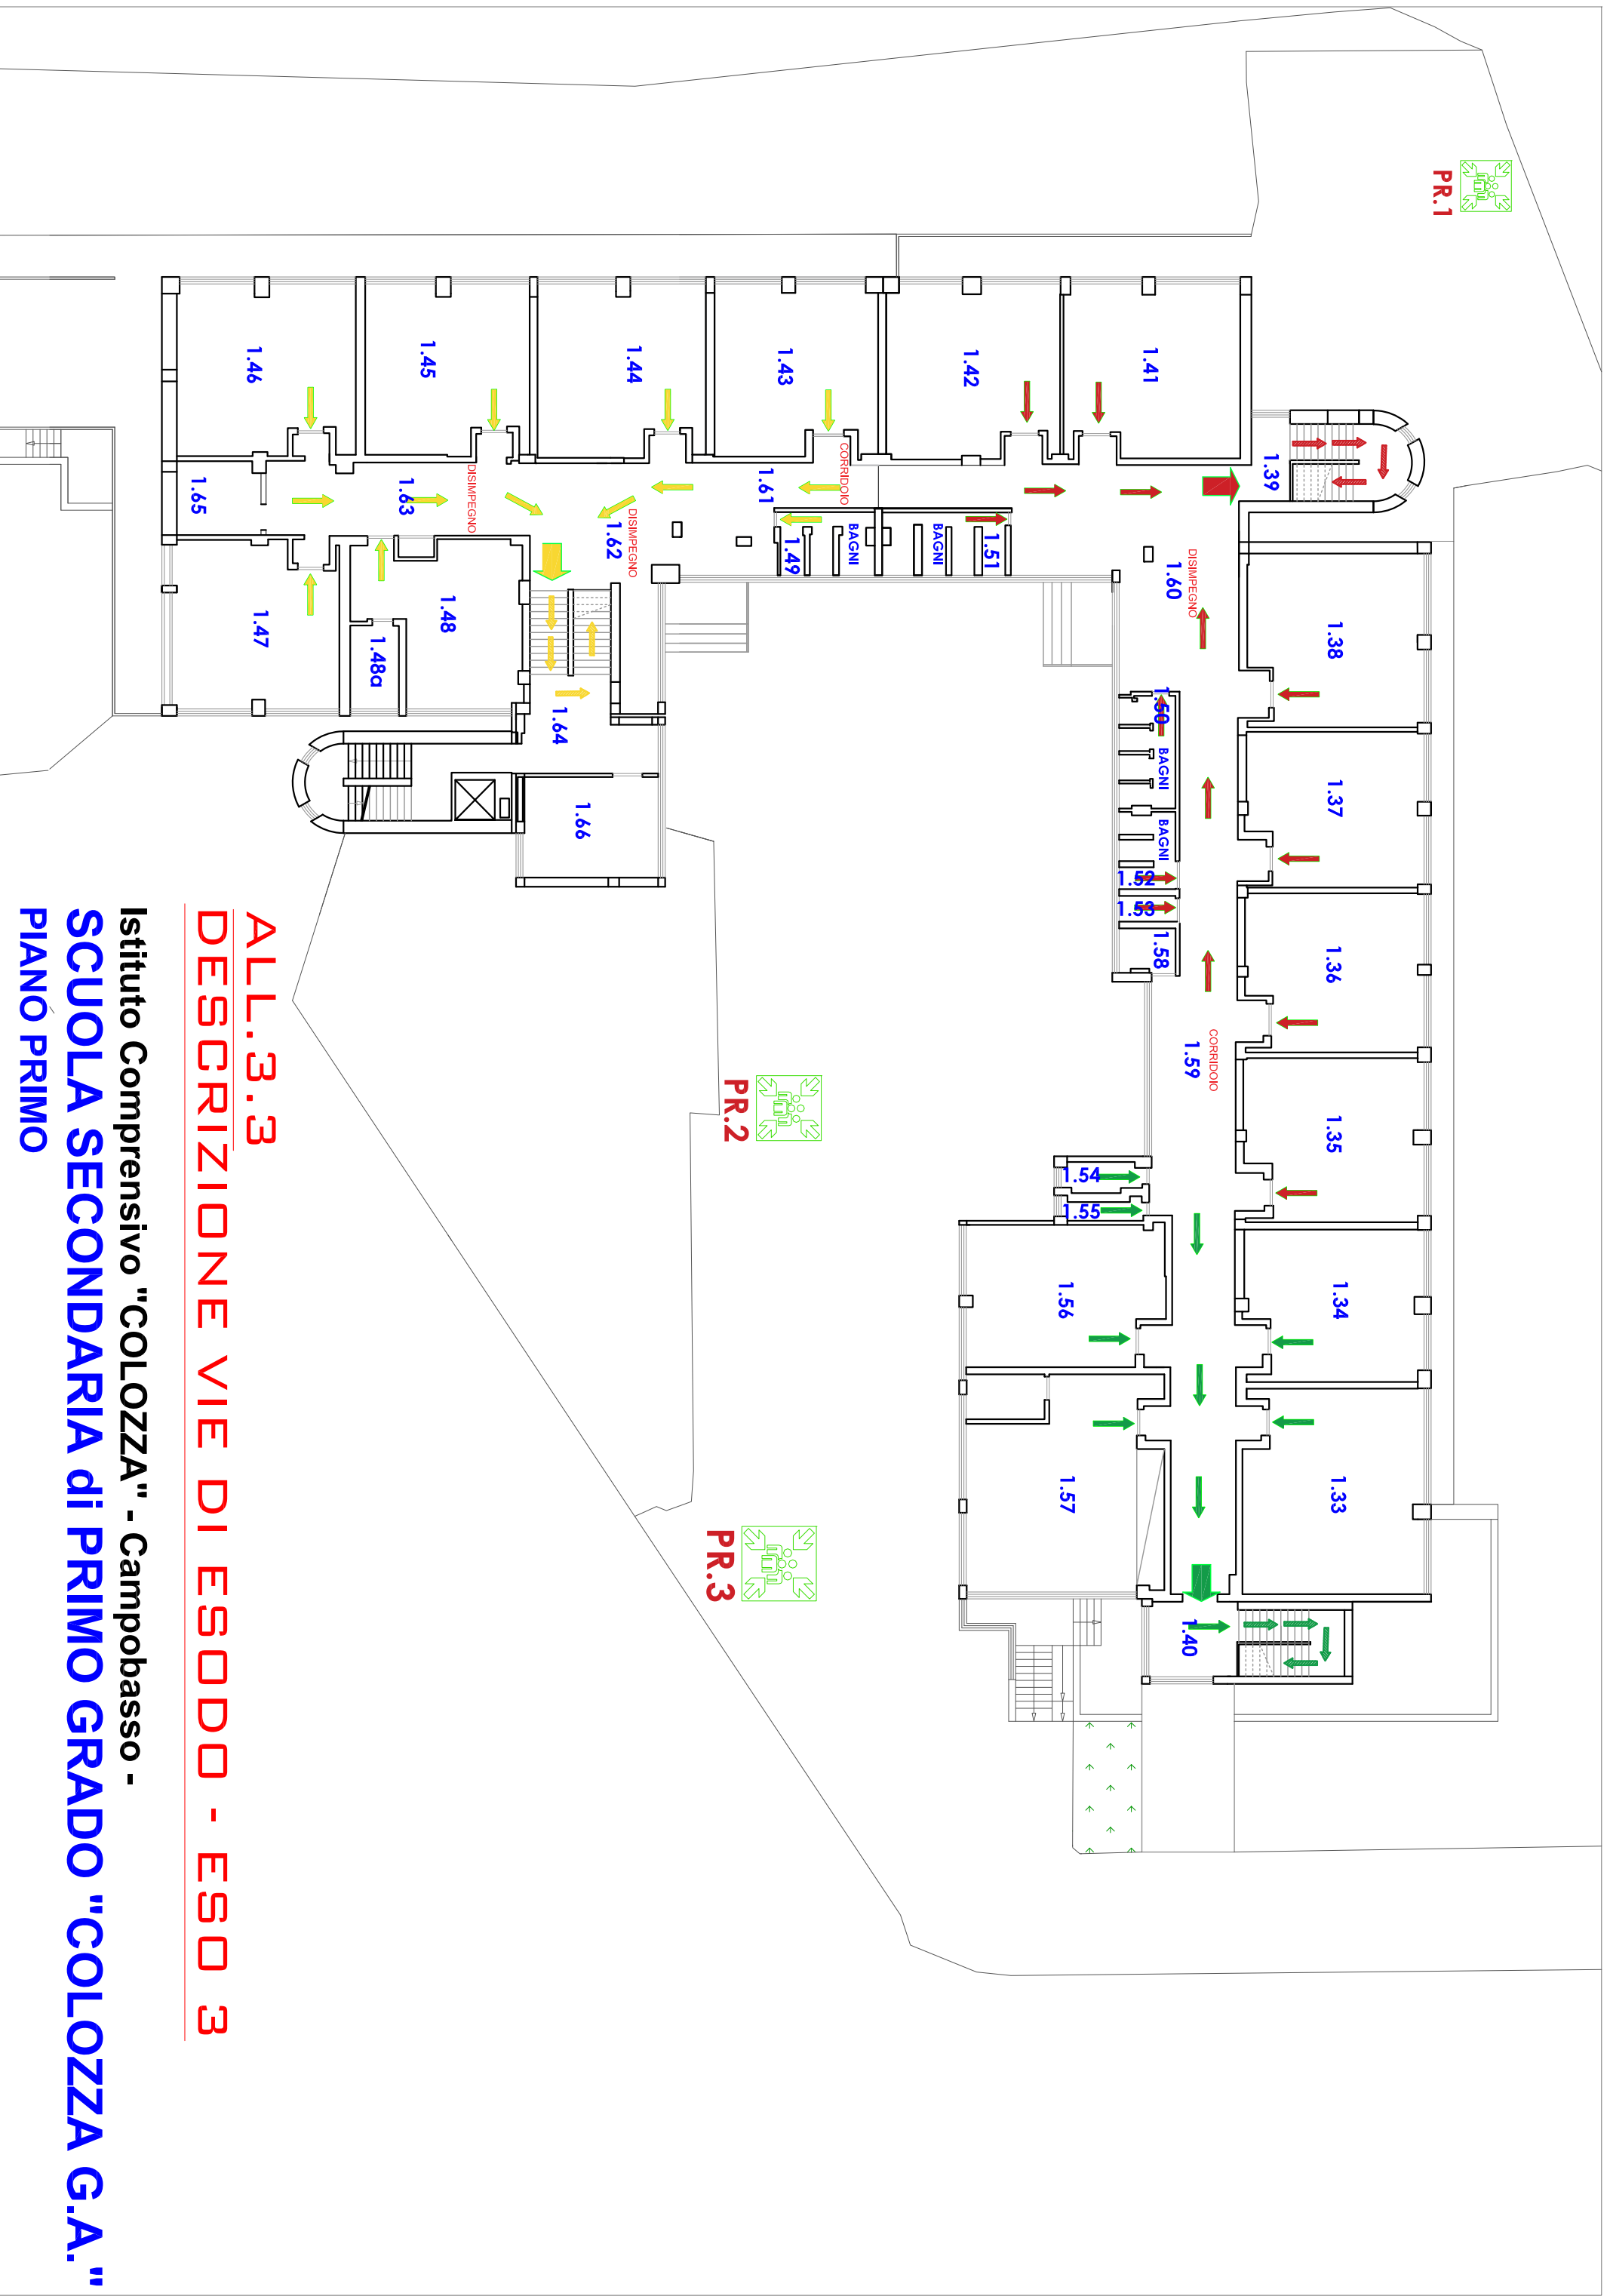 PR.1
1.38
1.37
1.36
1.35
1.34
1.33
1.39
CORRIDOIO
1.59
DISIMPEGNO
1.60
1.40
1.50
BAGNI
BAGNI
1.58
1.41
1.52
1.53
1.54
1.55
1.56
1.57
1.51
1.42
BAGNI
BAGNI
CORRIDOIO
1.49
1.43
1.61
PR.2
PR.3
1.44
DISIMPEGNO
1.62
1.66
1.64
DISIMPEGNO
1.48
1.45
1.63
1.48a
1.46
1.47
1.65
ALL.3.3
DESCRIZIONE VIE DI ESODO - ESO 3
Istituto Comprensivo "COLOZZA" - Campobasso -
SCUOLA SECONDARIA di PRIMO GRADO "COLOZZA G.A."
PIANO PRIMO